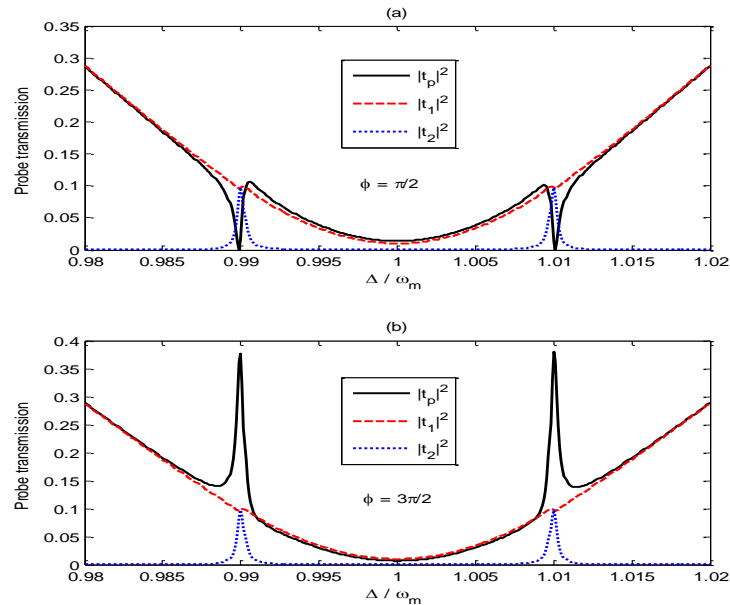 (a)
0.35
0.3
0.25
0.2
0.15
0.1
0.05
0
Probe transmission
|t_p|^2
|t_1|^2
|t_2|^2
ϕ = π/2
0.98 0.985 0.99 0.995 1 1.005 1.01 1.015 1.02
Δ / ω_m
(b)
0.4
0.35
0.3
0.25
0.2
0.15
0.1
0.05
0
Probe transmission
|t_p|^2
|t_1|^2
|t_2|^2
ϕ = 3π/2
0.98 0.985 0.99 0.995 1 1.005 1.01 1.015 1.02
Δ / ω_m